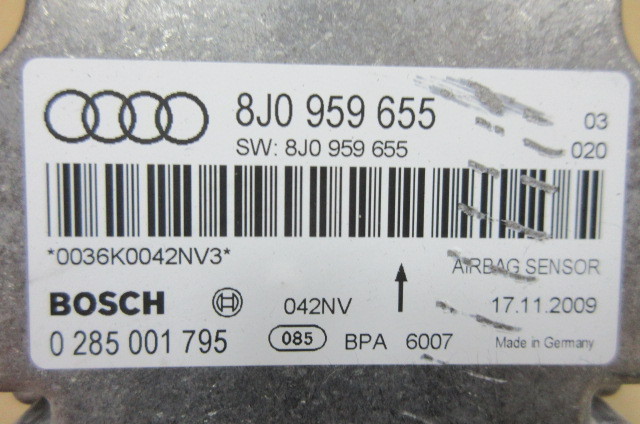 8J0 959 655 03
SW: 8J0 959 655 020
*0036K0042NV3*
AIRBAG SENSOR
BOSCH 042NV 17.11.2009
0 285 001 795 085 BPA 6007 Made in Germany